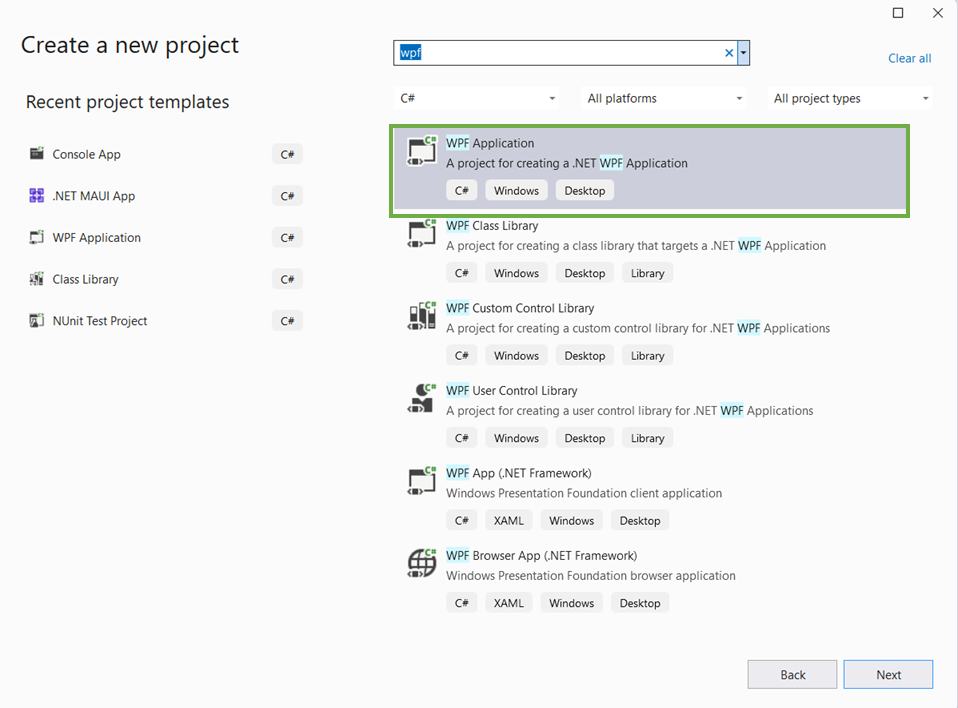 Create a new project
wpf
Clear all
Recent project templates
C#
All platforms
All project types
Console App
C#
.NET MAUI App
C#
WPF Application
C#
Class Library
C#
NUnit Test Project
C#
WPF Application
A project for creating a .NET WPF Application
C# Windows Desktop
WPF Class Library
A project for creating a class library that targets a .NET WPF Application
C# Windows Desktop Library
WPF Custom Control Library
A project for creating a custom control library for .NET WPF Applications
C# Windows Desktop Library
WPF User Control Library
A project for creating a user control library for .NET WPF Applications
C# Windows Desktop Library
WPF App (.NET Framework)
Windows Presentation Foundation client application
C# XAML Windows Desktop
WPF Browser App (.NET Framework)
Windows Presentation Foundation browser application
C# XAML Windows Desktop
Back
Next